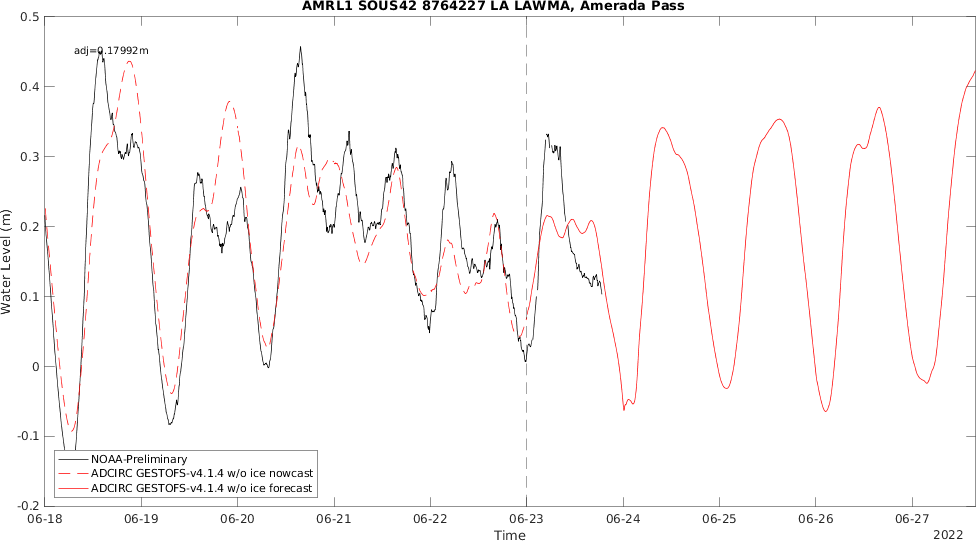 AMRL1 SOUS42 8764227 LA LAWMA, Amerada Pass
adj=0.17992m
0.5
0.4
0.3
0.2
0.1
0
-0.1
-0.2
Water Level (m)
NOAA-Preliminary
ADCIRC GESTOFS-v4.1.4 w/o ice nowcast
ADCIRC GESTOFS-v4.1.4 w/o ice forecast
06-18 06-19 06-20 06-21 06-22 06-23 06-24 06-25 06-26 06-27
Time
2022